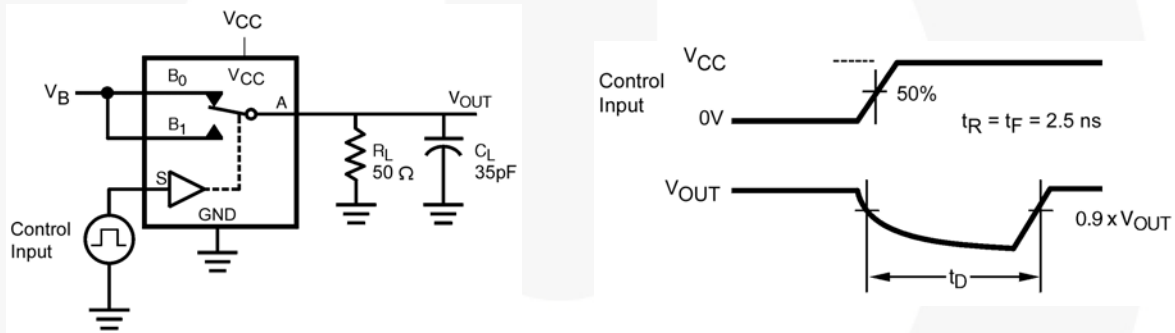 VCC
VCC
B0
VB
A
VOUT
B1
RL
50 Ω
CL
35pF
S
GND
Control
Input
VCC
Control
Input
50%
0V
tR = tF = 2.5 ns
VOUT
0.9 x VOUT
tD